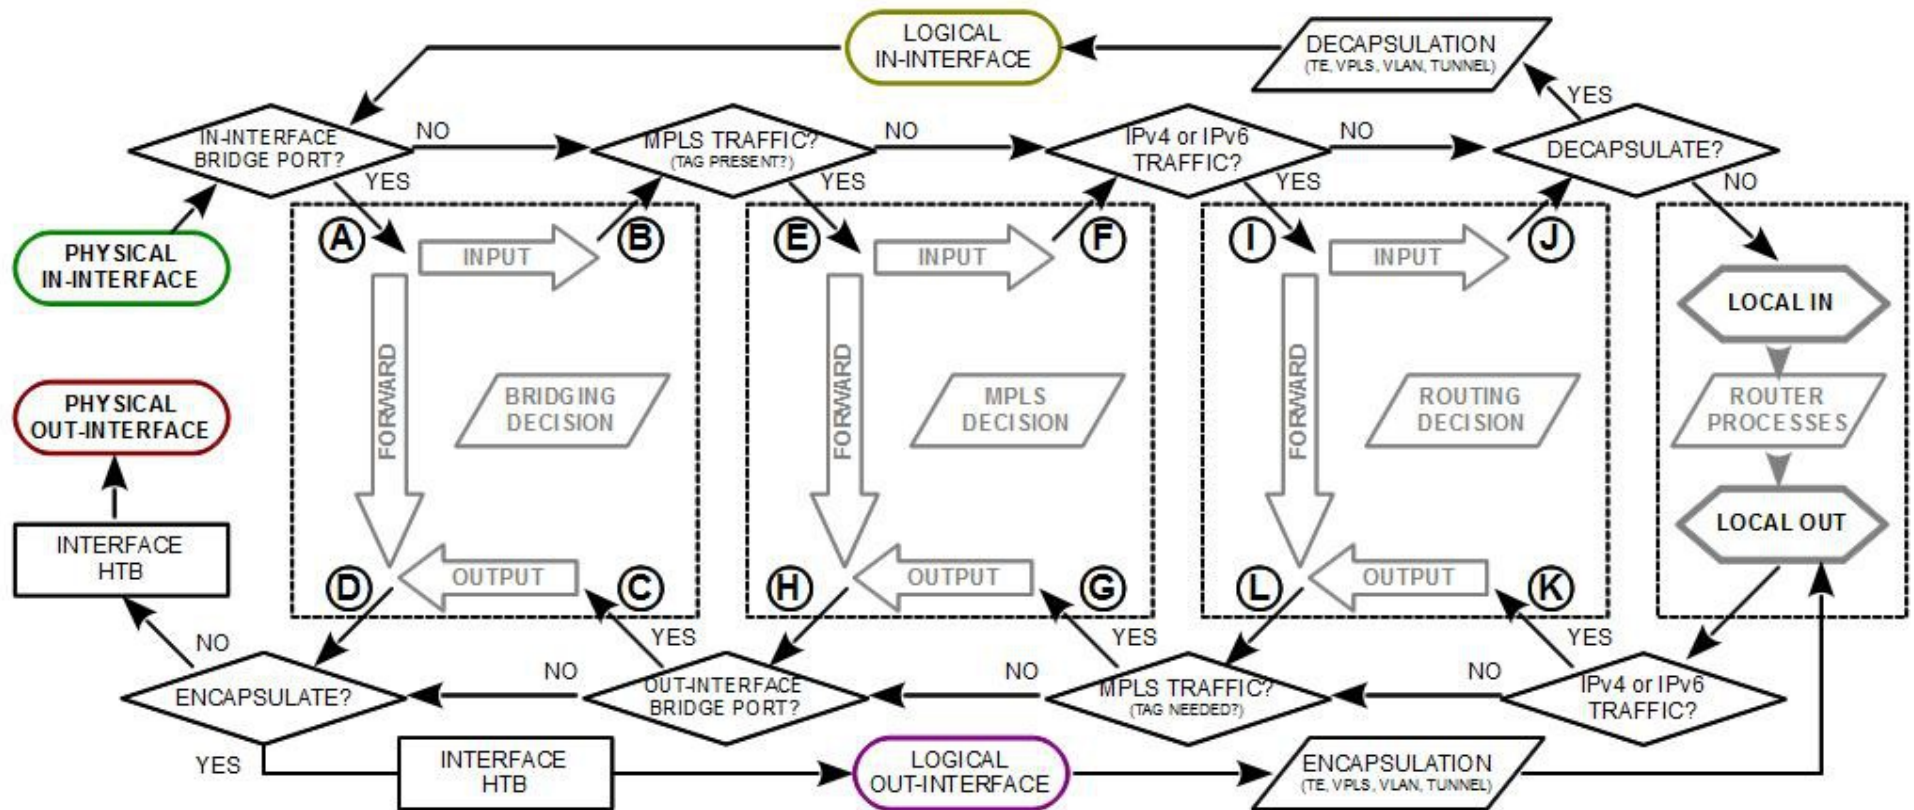 LOGICAL
IN-INTERFACE
DECAPSULATION
(TE, VPLS, VLAN, TUNNEL)
YES
IN-INTERFACE
BRIDGE PORT?
NO
MPLS TRAFFIC?
(TAG PRESENT?)
NO
IPv4 or IPv6
TRAFFIC?
NO
DECAPSULATE?
YES
YES
YES
NO
PHYSICAL
IN-INTERFACE
A
INPUT
B
E
INPUT
F
I
INPUT
J
LOCAL IN
FORWARD
BRIDGING
DECISION
FORWARD
MPLS
DECISION
FORWARD
ROUTING
DECISION
ROUTER
PROCESSES
PHYSICAL
OUT-INTERFACE
LOCAL OUT
INTERFACE
HTB
D
OUTPUT
C
H
OUTPUT
G
L
OUTPUT
K
NO
YES
YES
YES
ENCAPSULATE?
NO
OUT-INTERFACE
BRIDGE PORT?
NO
MPLS TRAFFIC?
(TAG NEEDED?)
NO
IPv4 or IPv6
TRAFFIC?
YES
INTERFACE
HTB
LOGICAL
OUT-INTERFACE
ENCAPSULATION
(TE, VPLS, VLAN, TUNNEL)